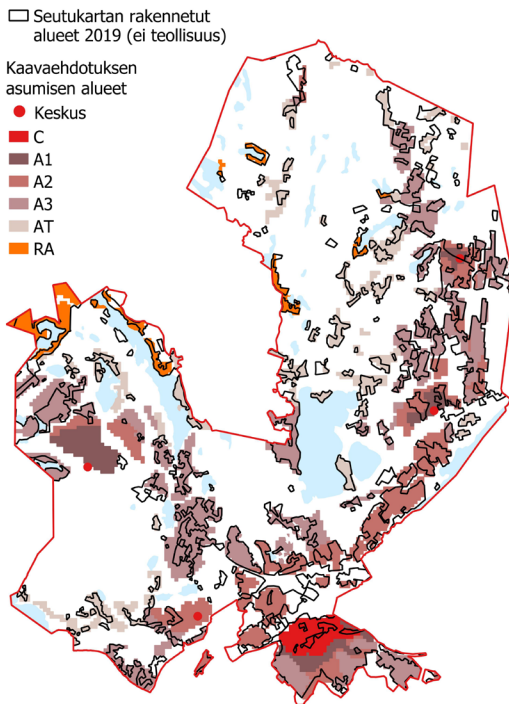 Seutukartan rakennetut
alueet 2019 (ei teollisuus)
Kaavaehdotuksen
asumisen alueet
Keskus
C
A1
A2
A3
AT
RA